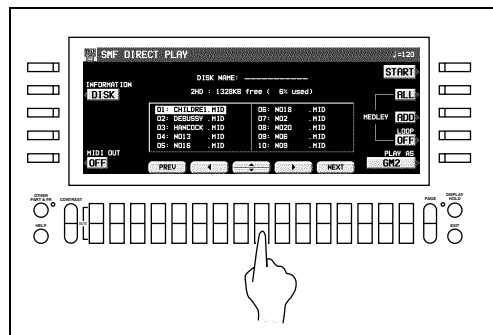 SMF DIRECT PLAY
♩=120
DISK NAME: ____________
2HD : 1328KB free ( 6% used)
INFORMATION
DISK
MIDI OUT
OFF
01: CHILDRE1.MID
02: DEBUSSY .MID
03: HANCOCK .MID
04: NO13 .MID
05: NO16 .MID
06: NO18 .MID
07: NO2 .MID
08: NO20 .MID
09: NO6 .MID
10: NO9 .MID
PREV
NEXT
START
ALL
MEDLEY
ADD
LOOP
OFF
PLAY AS
GM2
OTHER
PART & FR
CONTRAST
HELP
PAGE
DISPLAY
HOLD
EXIT